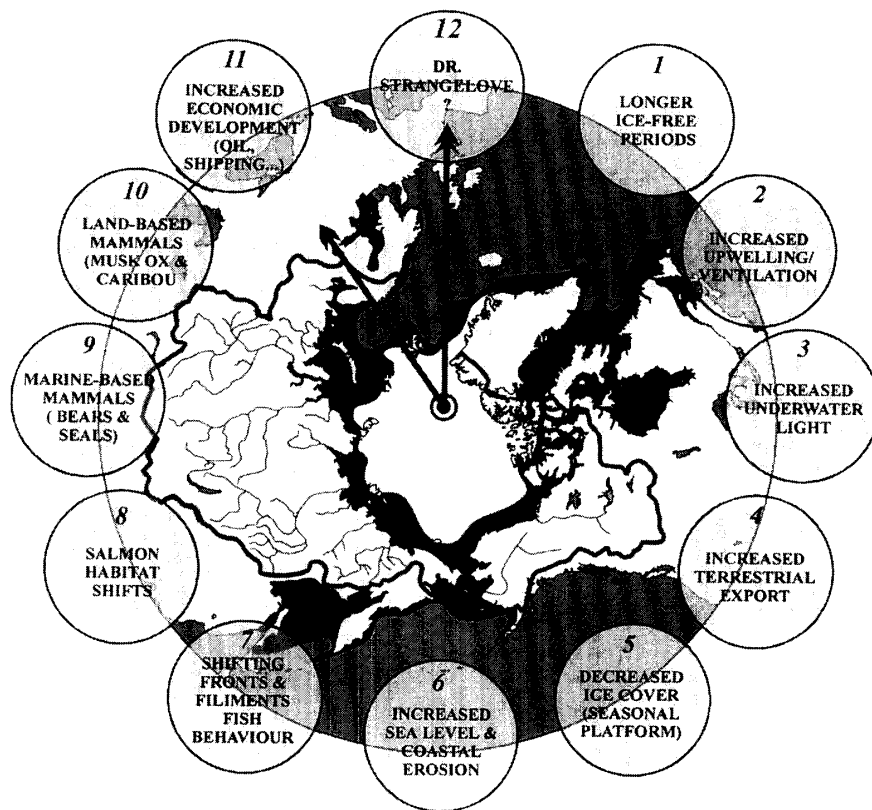 12
DR.
STRANGELOVE
?
1
LONGER
ICE-FREE
PERIODS
2
INCREASED
UPWELLING/
VENTILATION
3
INCREASED
UNDERWATER
LIGHT
4
INCREASED
TERRESTRIAL
EXPORT
5
DECREASED
ICE COVER
(SEASONAL
PLATFORM)
6
INCREASED
SEA LEVEL &
COASTAL
EROSION
7
SHIFTING
FRONTS &
FILIMENTS
FISH
BEHAVIOUR
8
SALMON
HABITAT
SHIFTS
9
MARINE-BASED
MAMMALS
( BEARS &
SEALS)
10
LAND-BASED
MAMMALS
(MUSK OX &
CARIBOU
11
INCREASED
ECONOMIC
DEVELOPMENT
(OIL,
SHIPPING...)